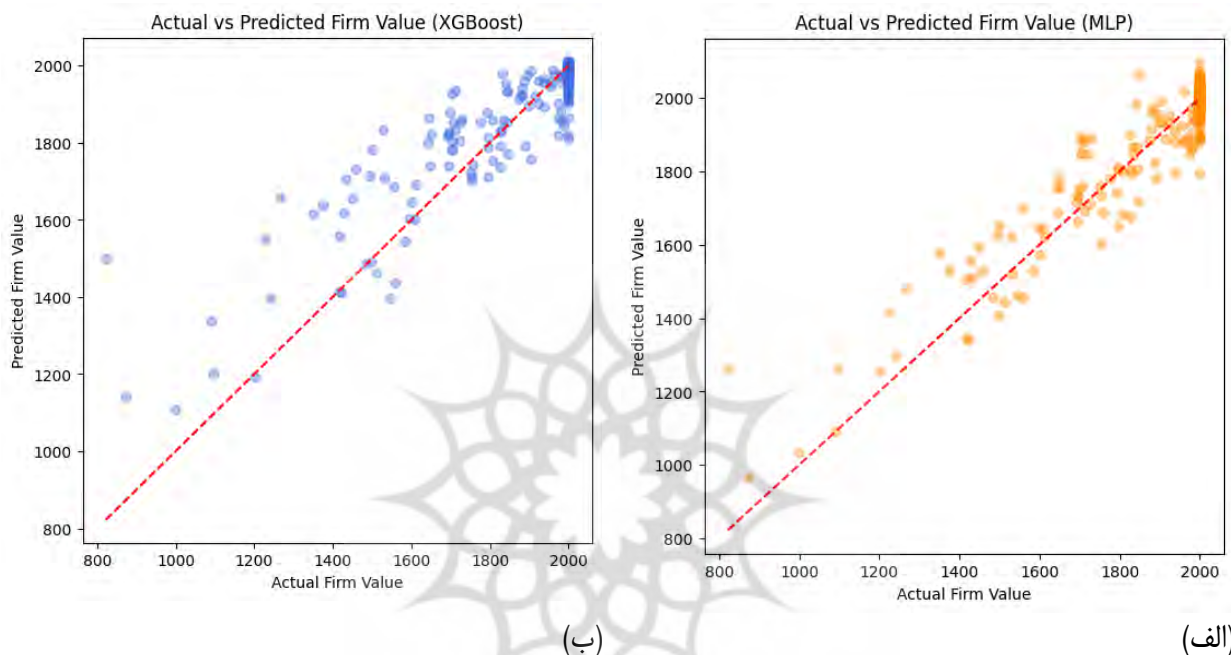 Actual vs Predicted Firm Value (XGBoost)
2000
1800
1600
1400
1200
1000
800
Predicted Firm Value
800 1000 1200 1400 1600 1800 2000
Actual Firm Value
(ب)
Actual vs Predicted Firm Value (MLP)
2000
1800
1600
1400
1200
1000
800
Predicted Firm Value
800 1000 1200 1400 1600 1800 2000
Actual Firm Value
(الف)